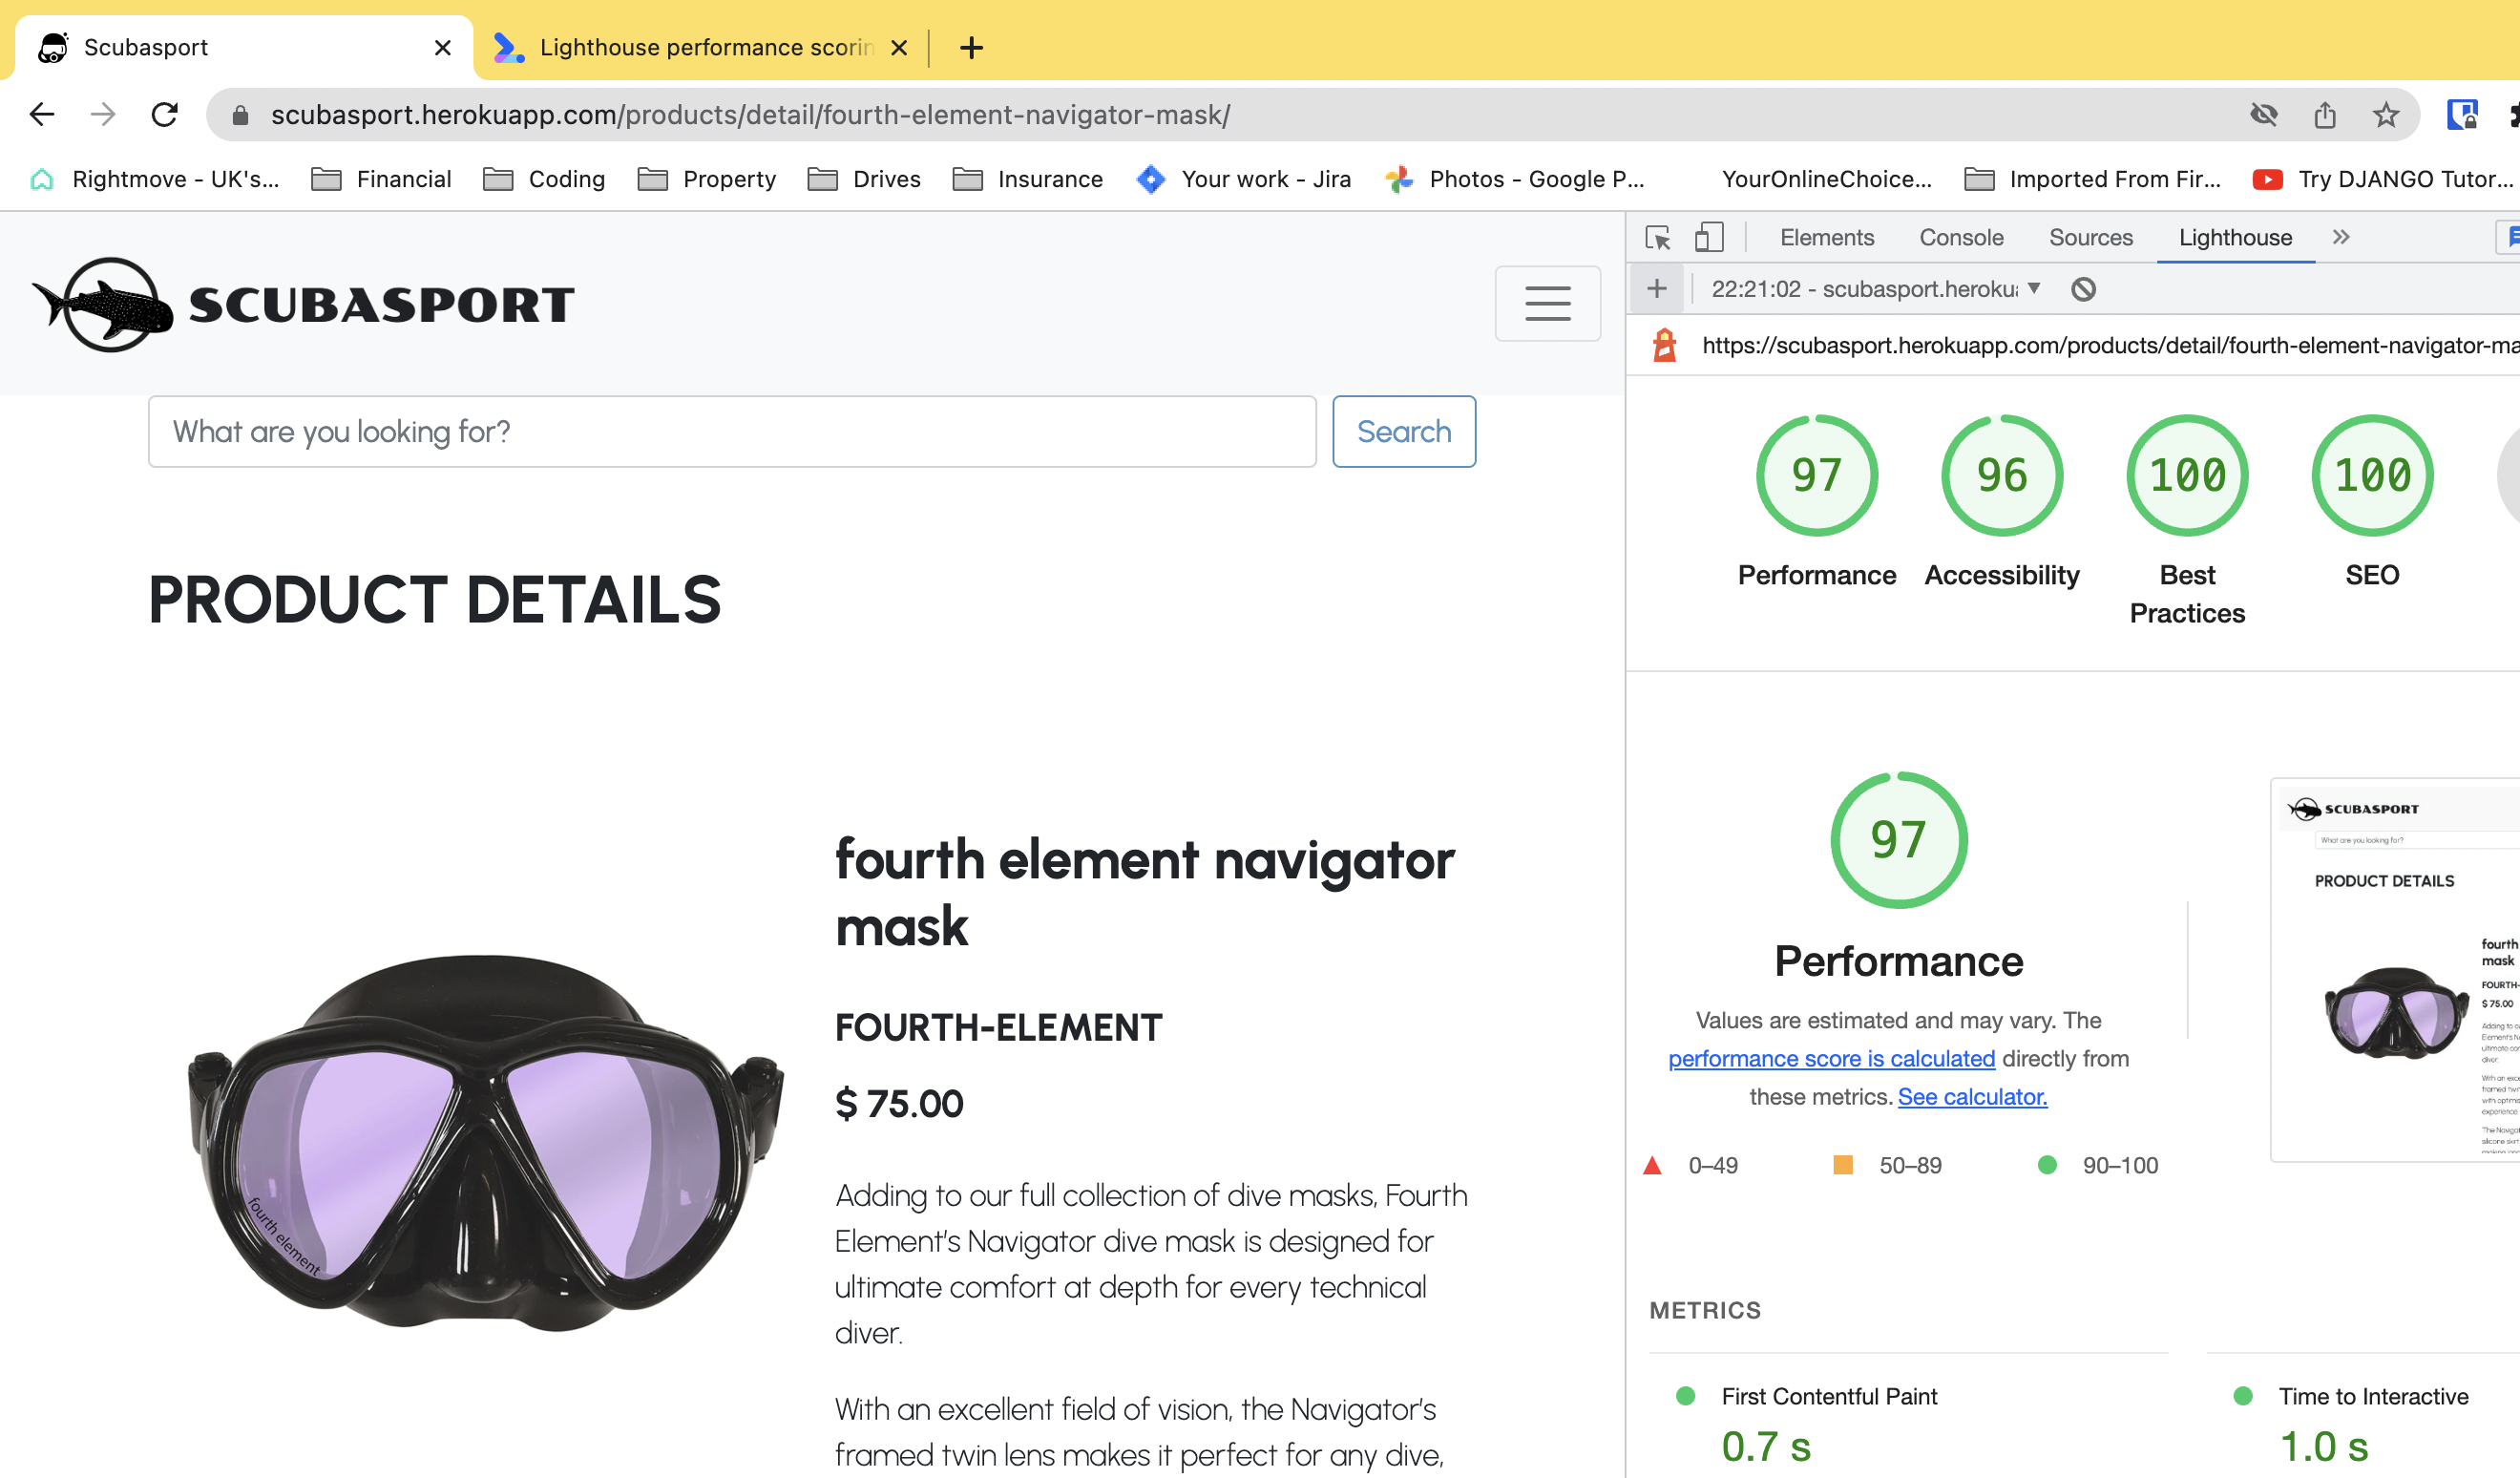 Scubasport
Lighthouse performance scorin
scubasport.herokuapp.com/products/detail/fourth-element-navigator-mask/
Rightmove - UK's...
Financial
Coding
Property
Drives
Insurance
Your work - Jira
Photos - Google P...
YourOnlineChoice...
Imported From Fir...
Try DJANGO Tutor...
SCUBASPORT
What are you looking for?
Search
PRODUCT DETAILS
fourth element
fourth element navigator
mask
FOURTH-ELEMENT
$ 75.00
Adding to our full collection of dive masks, Fourth
Element's Navigator dive mask is designed for
ultimate comfort at depth for every technical
diver.
With an excellent field of vision, the Navigator's
framed twin lens makes it perfect for any dive,
Elements
Console
Sources
Lighthouse
22:21:02 - scubasport.heroku
https://scubasport.herokuapp.com/products/detail/fourth-element-navigator-ma
97
Performance
96
Accessibility
100
Best
Practices
100
SEO
97
Performance
Values are estimated and may vary. The
performance score is calculated directly from
these metrics. See calculator.
0–49
50–89
90–100
SCUBASPORT
What are you looking for?
PRODUCT DETAILS
fourth
mask
FOURTH-
$ 75.00
METRICS
First Contentful Paint
0.7 s
Time to Interactive
1.0 s